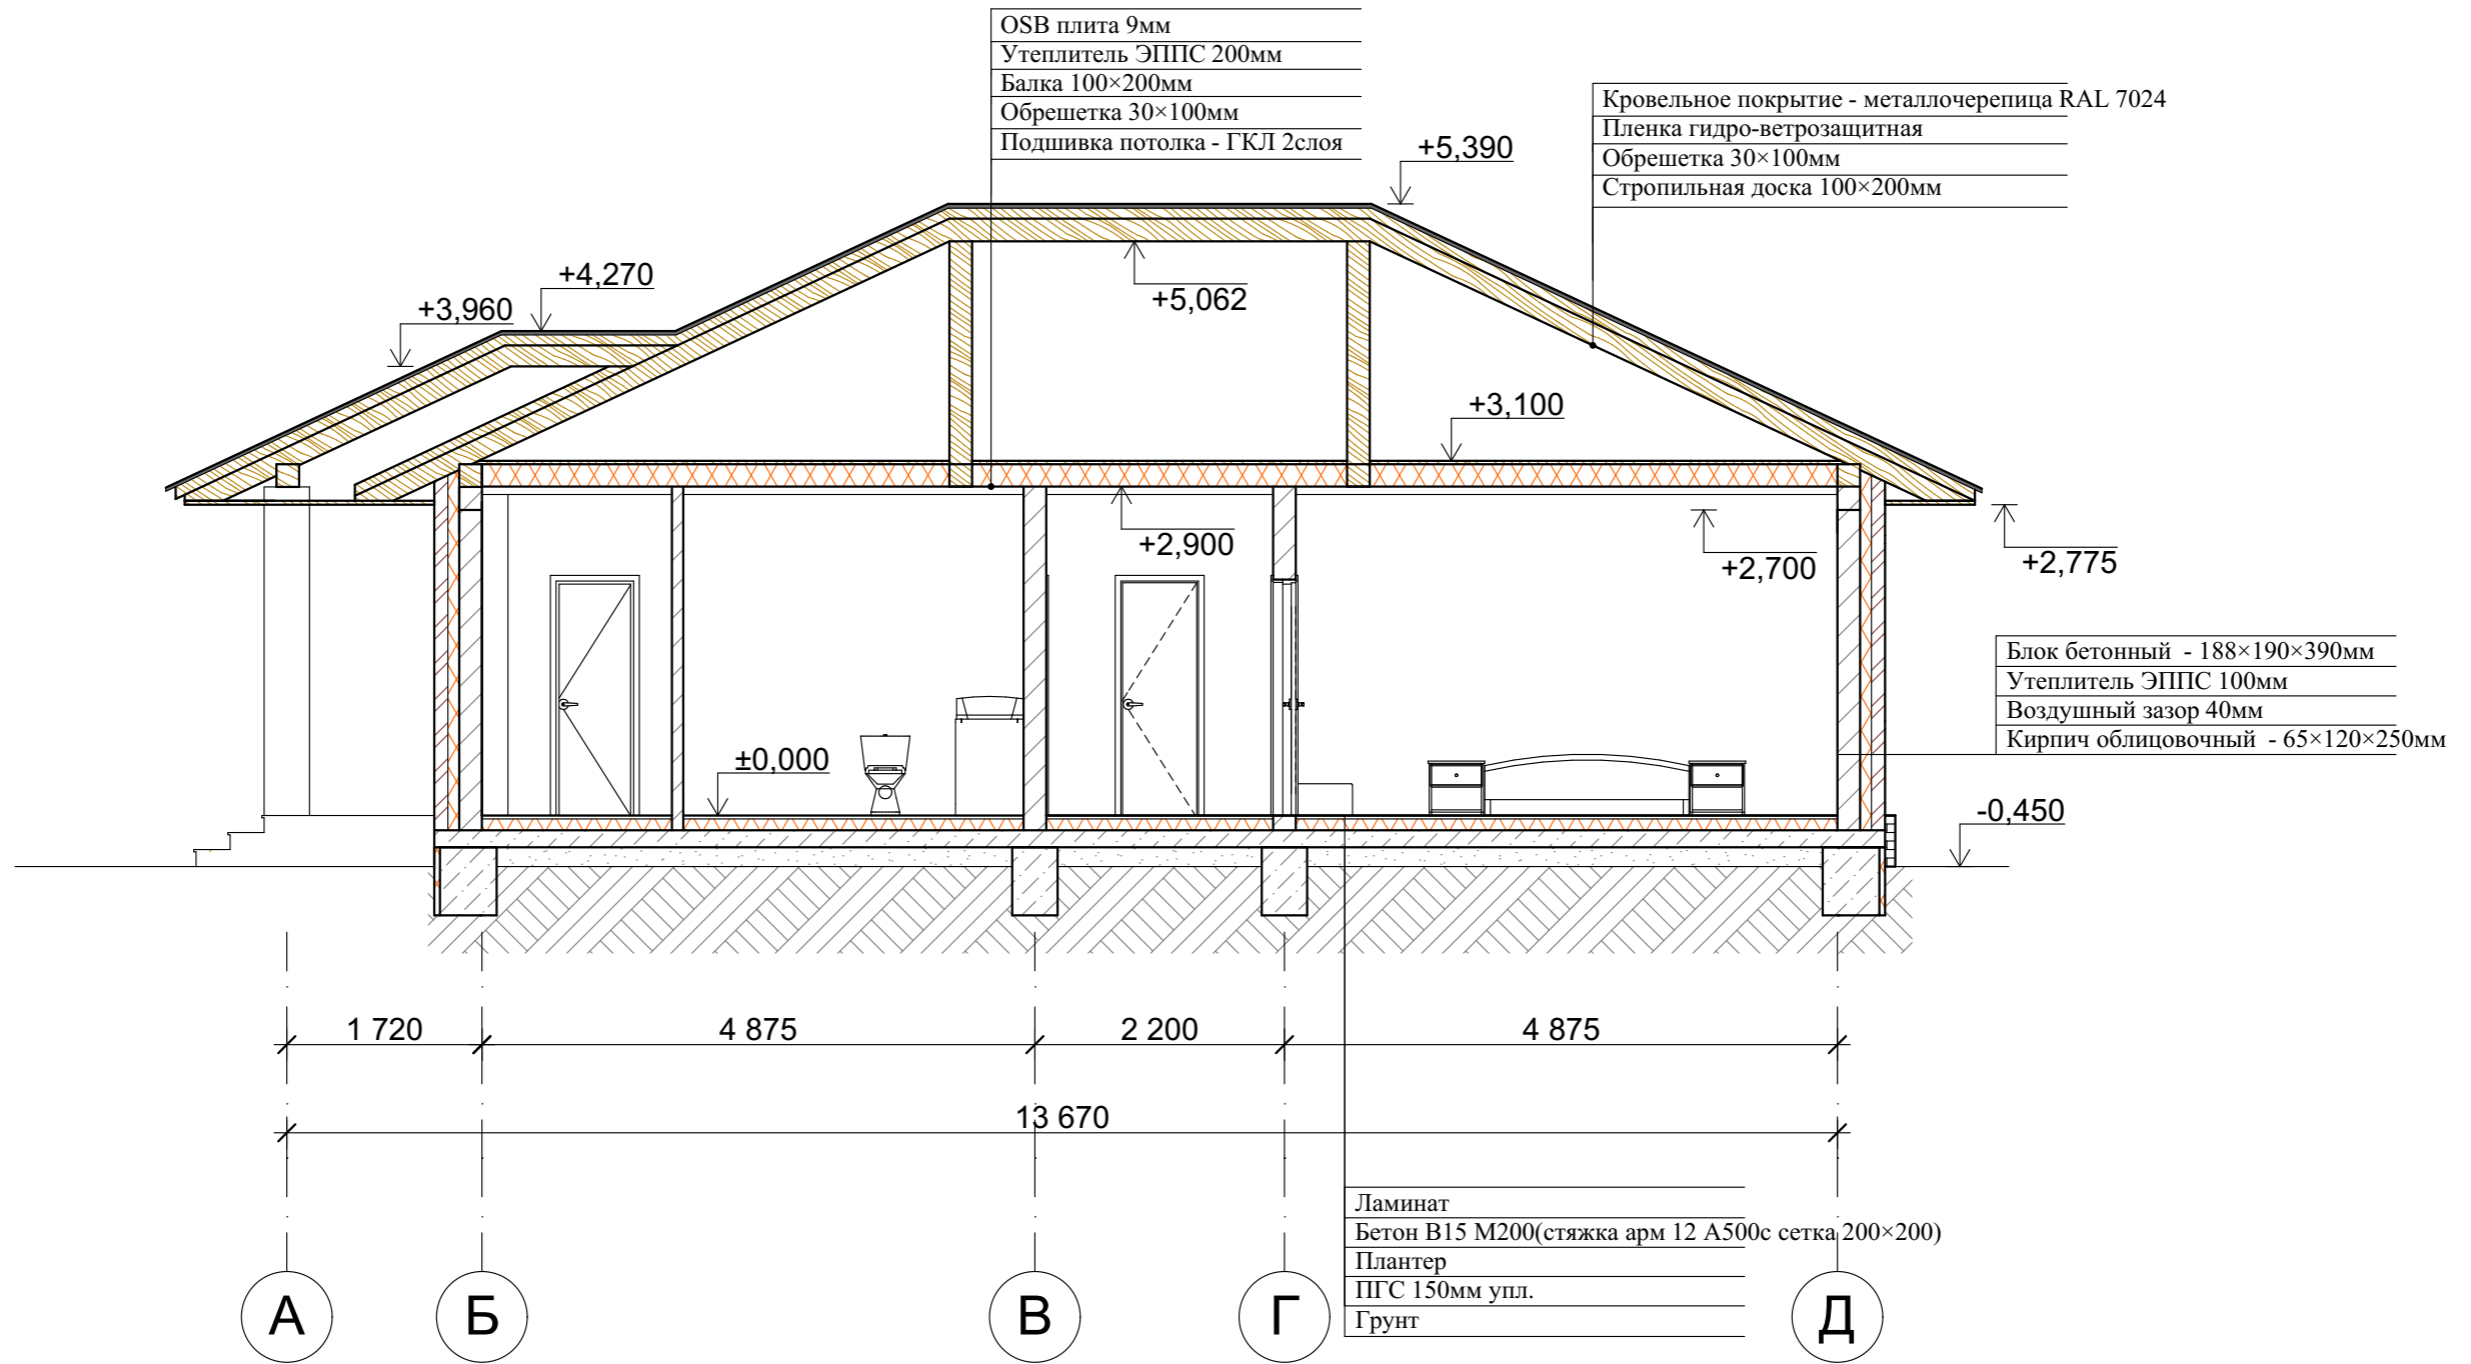 OSB плита 9мм
Утеплитель ЭППС 200мм
Балка 100×200мм
Обрешетка 30×100мм
Подшивка потолка - ГКЛ 2слоя
Кровельное покрытие - металлочерепица RAL 7024
Пленка гидро-ветрозащитная
Обрешетка 30×100мм
Стропильная доска 100×200мм
+5,390
+4,270
+3,960
+5,062
+3,100
+2,900
+2,700
+2,775
Блок бетонный - 188×190×390мм
Утеплитель ЭППС 100мм
Воздушный зазор 40мм
Кирпич облицовочный - 65×120×250мм
±0,000
-0,450
1 720
4 875
2 200
4 875
13 670
Ламинат
Бетон В15 М200(стяжка арм 12 А500с сетка 200×200)
Плантер
ПГС 150мм упл.
Грунт
А
Б
В
Г
Д